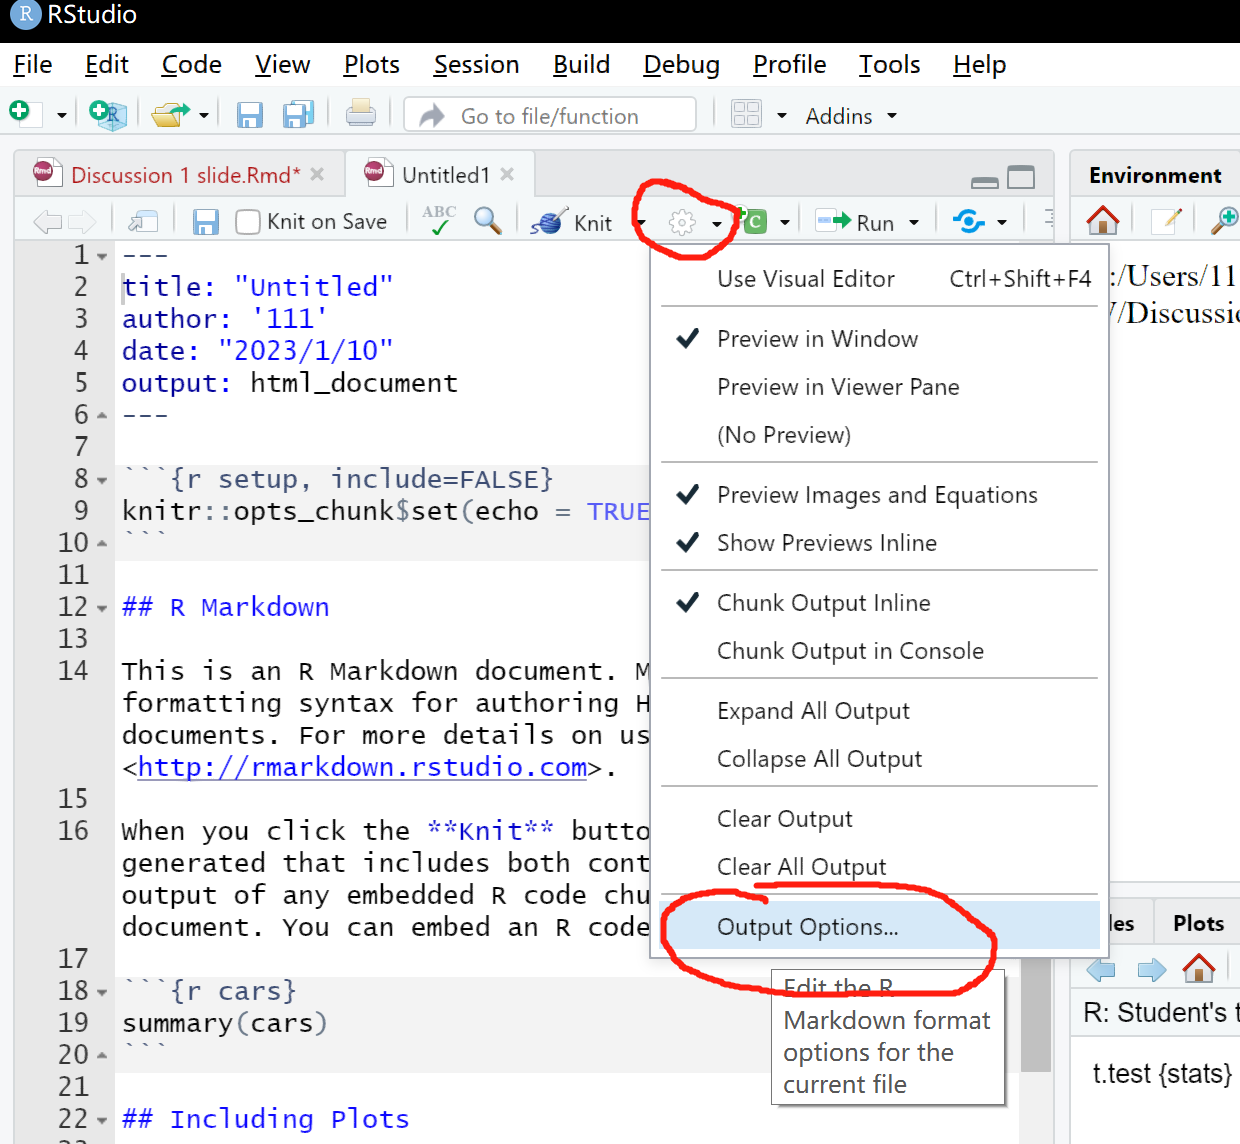 RStudio
File Edit Code View Plots Session Build Debug Profile Tools Help
Go to file/function Addins
Discussion 1 slide.Rmd* Untitled1
Knit on Save ABC Knit Run
1 ---
2 title: "Untitled"
3 author: '111'
4 date: "2023/1/10"
5 output: html_document
6 ---
7
8 ```{r setup, include=FALSE}
9 knitr::opts_chunk$set(echo = TRUE
10 ```
11
12 ## R Markdown
13
14 This is an R Markdown document. M
formatting syntax for authoring H
documents. For more details on us
<http://rmarkdown.rstudio.com>.
15
16 When you click the **Knit** butto
generated that includes both cont
output of any embedded R code chu
document. You can embed an R code
17
18 ```{r cars}
19 summary(cars)
20 ```
21
22 ## Including Plots
Use Visual Editor Ctrl+Shift+F4
Preview in Window
Preview in Viewer Pane
(No Preview)
Preview Images and Equations
Show Previews Inline
Chunk Output Inline
Chunk Output in Console
Expand All Output
Collapse All Output
Clear Output
Clear All Output
Output Options...
Edit the R
Markdown format
options for the
current file
Environment
:/Users/11
/Discussio
les Plots
R: Student's t
t.test {stats}